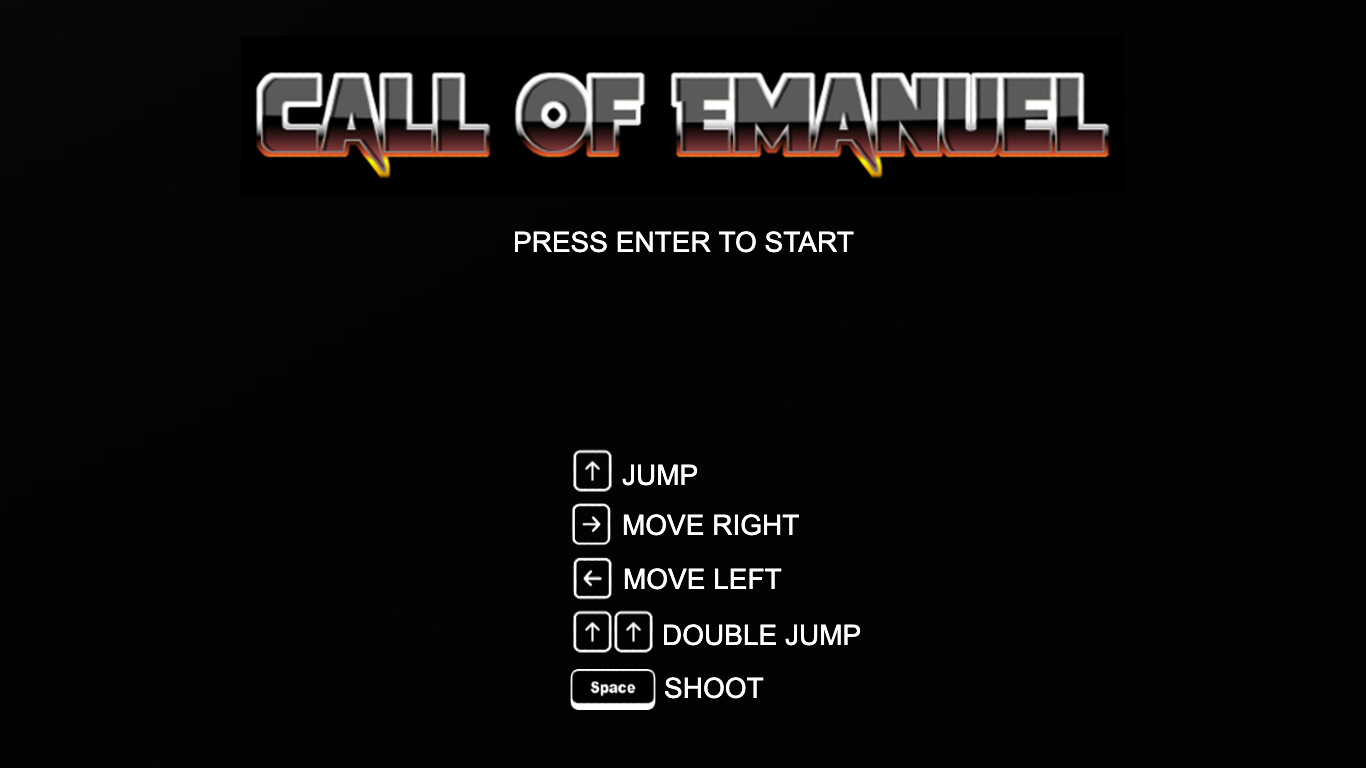 CALL OF EMANUEL
PRESS ENTER TO START
↑ JUMP
→ MOVE RIGHT
← MOVE LEFT
↑ ↑ DOUBLE JUMP
Space SHOOT